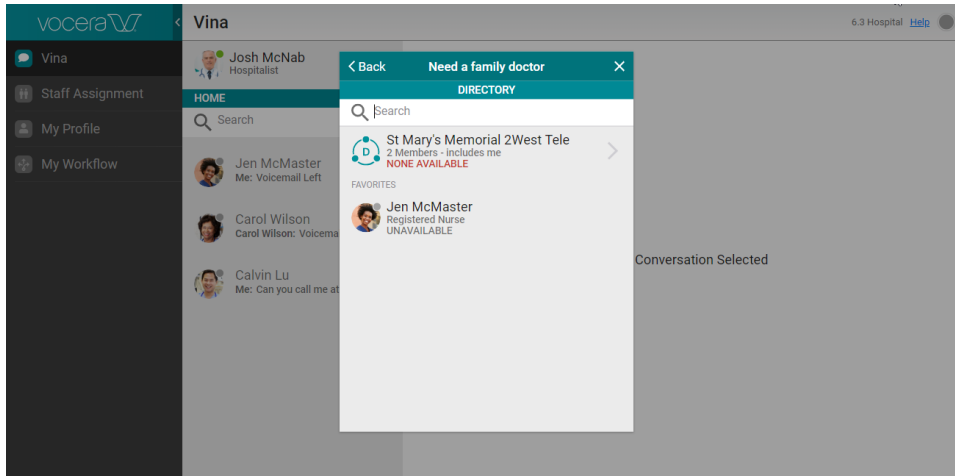 vocera
Vina
6.3 Hospital Help
Vina
Staff Assignment
My Profile
My Workflow
Josh McNab
Hospitalist
HOME
Search
Jen McMaster
Me: Voicemail Left
Carol Wilson
Carol Wilson: Voicema
Calvin Lu
Me: Can you call me at
Back
Need a family doctor
DIRECTORY
Search
D
St Mary's Memorial 2West Tele
2 Members - includes me
NONE AVAILABLE
FAVORITES
Jen McMaster
Registered Nurse
UNAVAILABLE
Conversation Selected